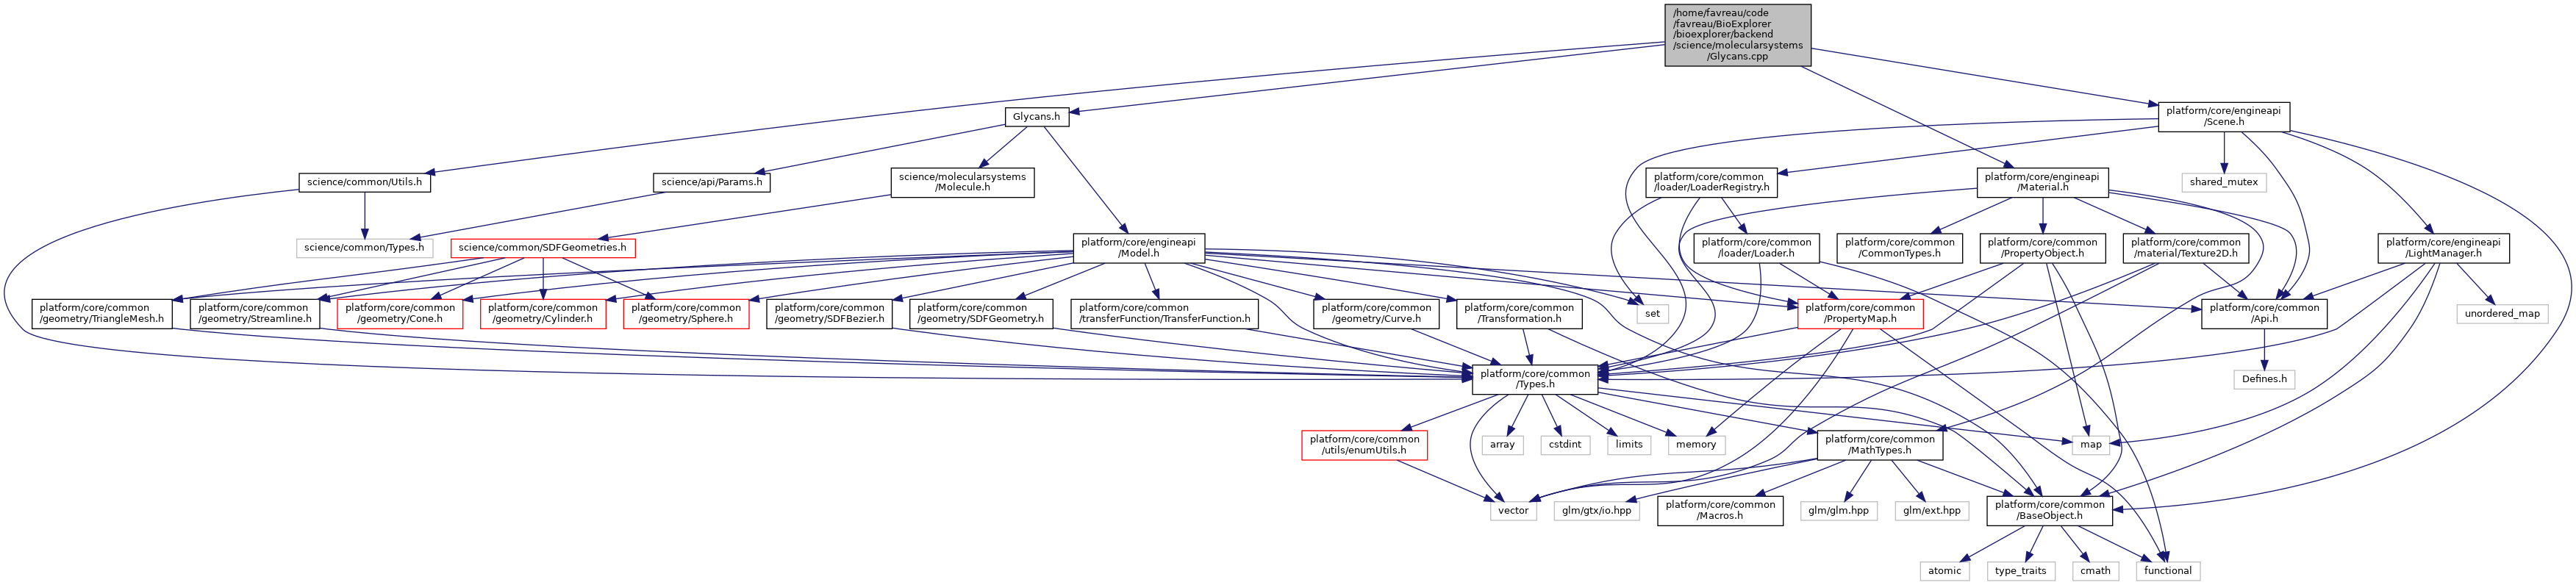 /home/favreau/code
/favreau/BioExplorer
/bioexplorer/backend
/science/molecularsystems
/Glycans.cpp
Glycans.h
platform/core/engineapi
/Scene.h
science/common/Utils.h
science/api/Params.h
science/molecularsystems
/Molecule.h
platform/core/common
/loader/LoaderRegistry.h
platform/core/engineapi
/Material.h
shared_mutex
science/common/Types.h
science/common/SDFGeometries.h
platform/core/engineapi
/Model.h
platform/core/common
/loader/Loader.h
platform/core/common
/CommonTypes.h
platform/core/common
/PropertyObject.h
platform/core/common
/material/Texture2D.h
platform/core/engineapi
/LightManager.h
platform/core/common
/geometry/TriangleMesh.h
platform/core/common
/geometry/Streamline.h
platform/core/common
/geometry/Cone.h
platform/core/common
/geometry/Cylinder.h
platform/core/common
/geometry/Sphere.h
platform/core/common
/geometry/SDFBezier.h
platform/core/common
/geometry/SDFGeometry.h
platform/core/common
/transferFunction/TransferFunction.h
platform/core/common
/geometry/Curve.h
platform/core/common
/Transformation.h
set
platform/core/common
/PropertyMap.h
platform/core/common
/Api.h
unordered_map
platform/core/common
/Types.h
Defines.h
platform/core/common
/utils/enumUtils.h
array
cstdint
limits
memory
platform/core/common
/MathTypes.h
map
vector
glm/gtx/io.hpp
platform/core/common
/Macros.h
glm/glm.hpp
glm/ext.hpp
platform/core/common
/BaseObject.h
atomic
type_traits
cmath
functional